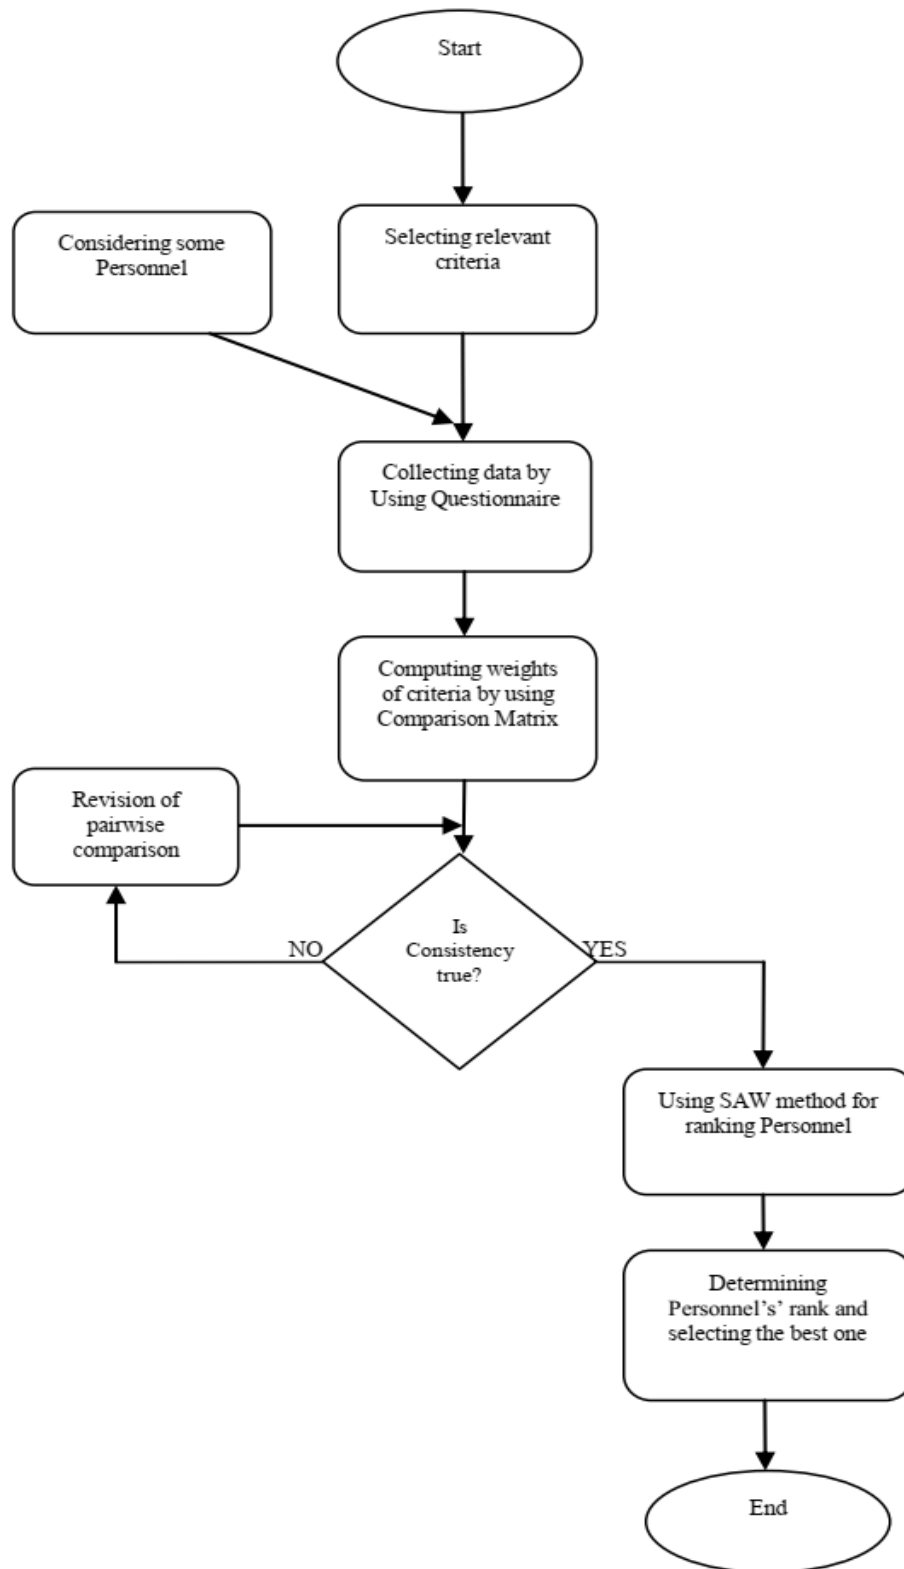 Start
Considering some
Personnel
Selecting relevant
criteria
Collecting data by
Using Questionnaire
Computing weights
of criteria by using
Comparison Matrix
Revision of
pairwise
comparison
Is
Consistency
true?
NO
YES
Using SAW method for
ranking Personnel
Determining
Personnel’s’ rank and
selecting the best one
End